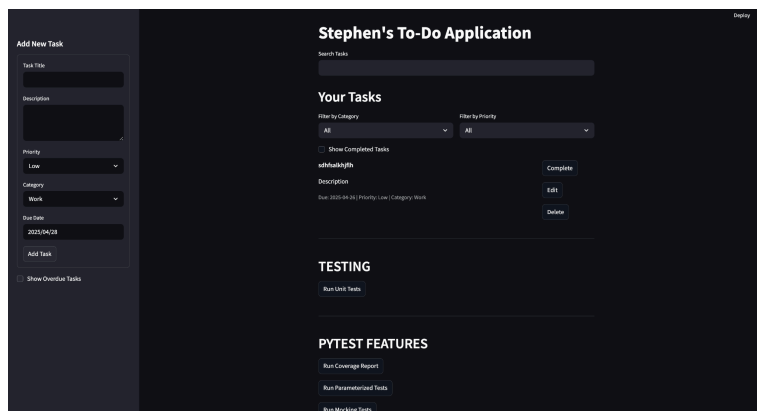 Deploy
Add New Task
Task Title
Description
Priority
Low
Category
Work
Due Date
2025/04/28
Add Task
Show Overdue Tasks
Stephen's To-Do Application
Search Tasks
Your Tasks
Filter by Category
Filter by Priority
All
All
Show Completed Tasks
sdhfsalkhjflh
Complete
Description
Edit
Due: 2025-04-24 | Priority: Low | Category: Work
Delete
TESTING
Run Unit Tests
PYTEST FEATURES
Run Coverage Report
Run Parameterized Tests
Run Mocking Tests